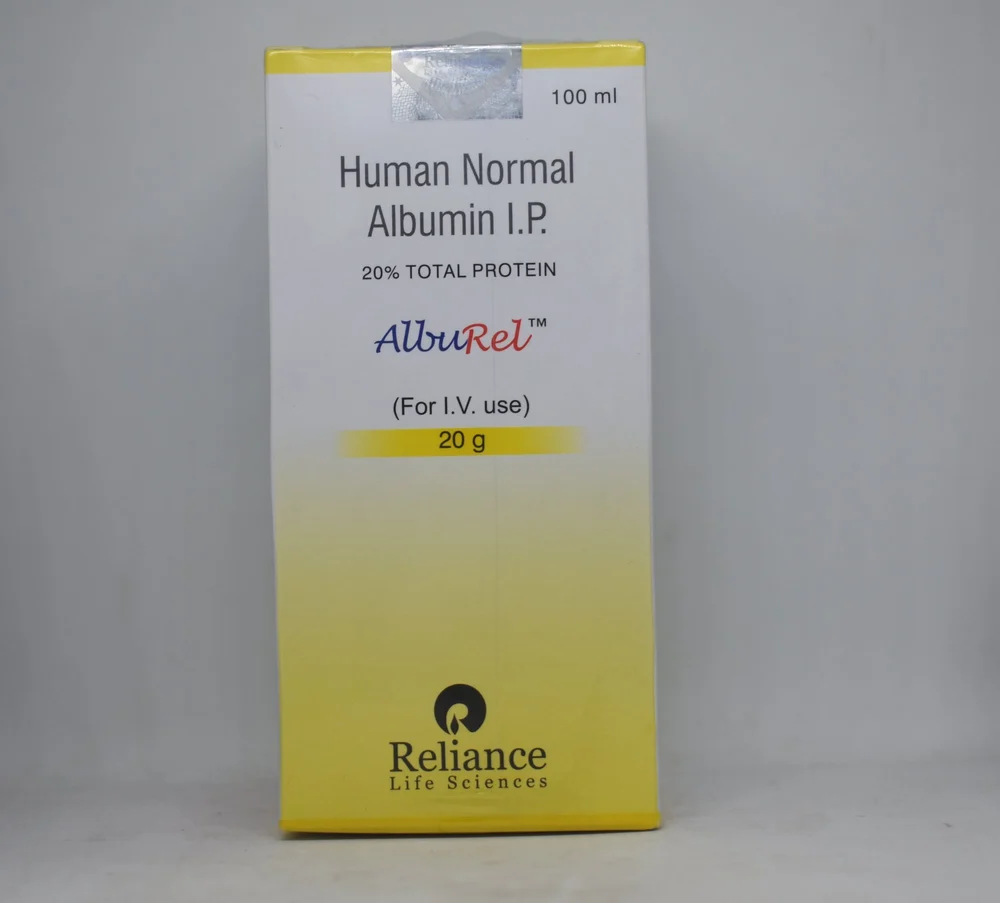 100 ml
Human Normal
Albumin I.P.
20% TOTAL PROTEIN
AlbuRel™
(For I.V. use)
20 g
Reliance
Life Sciences